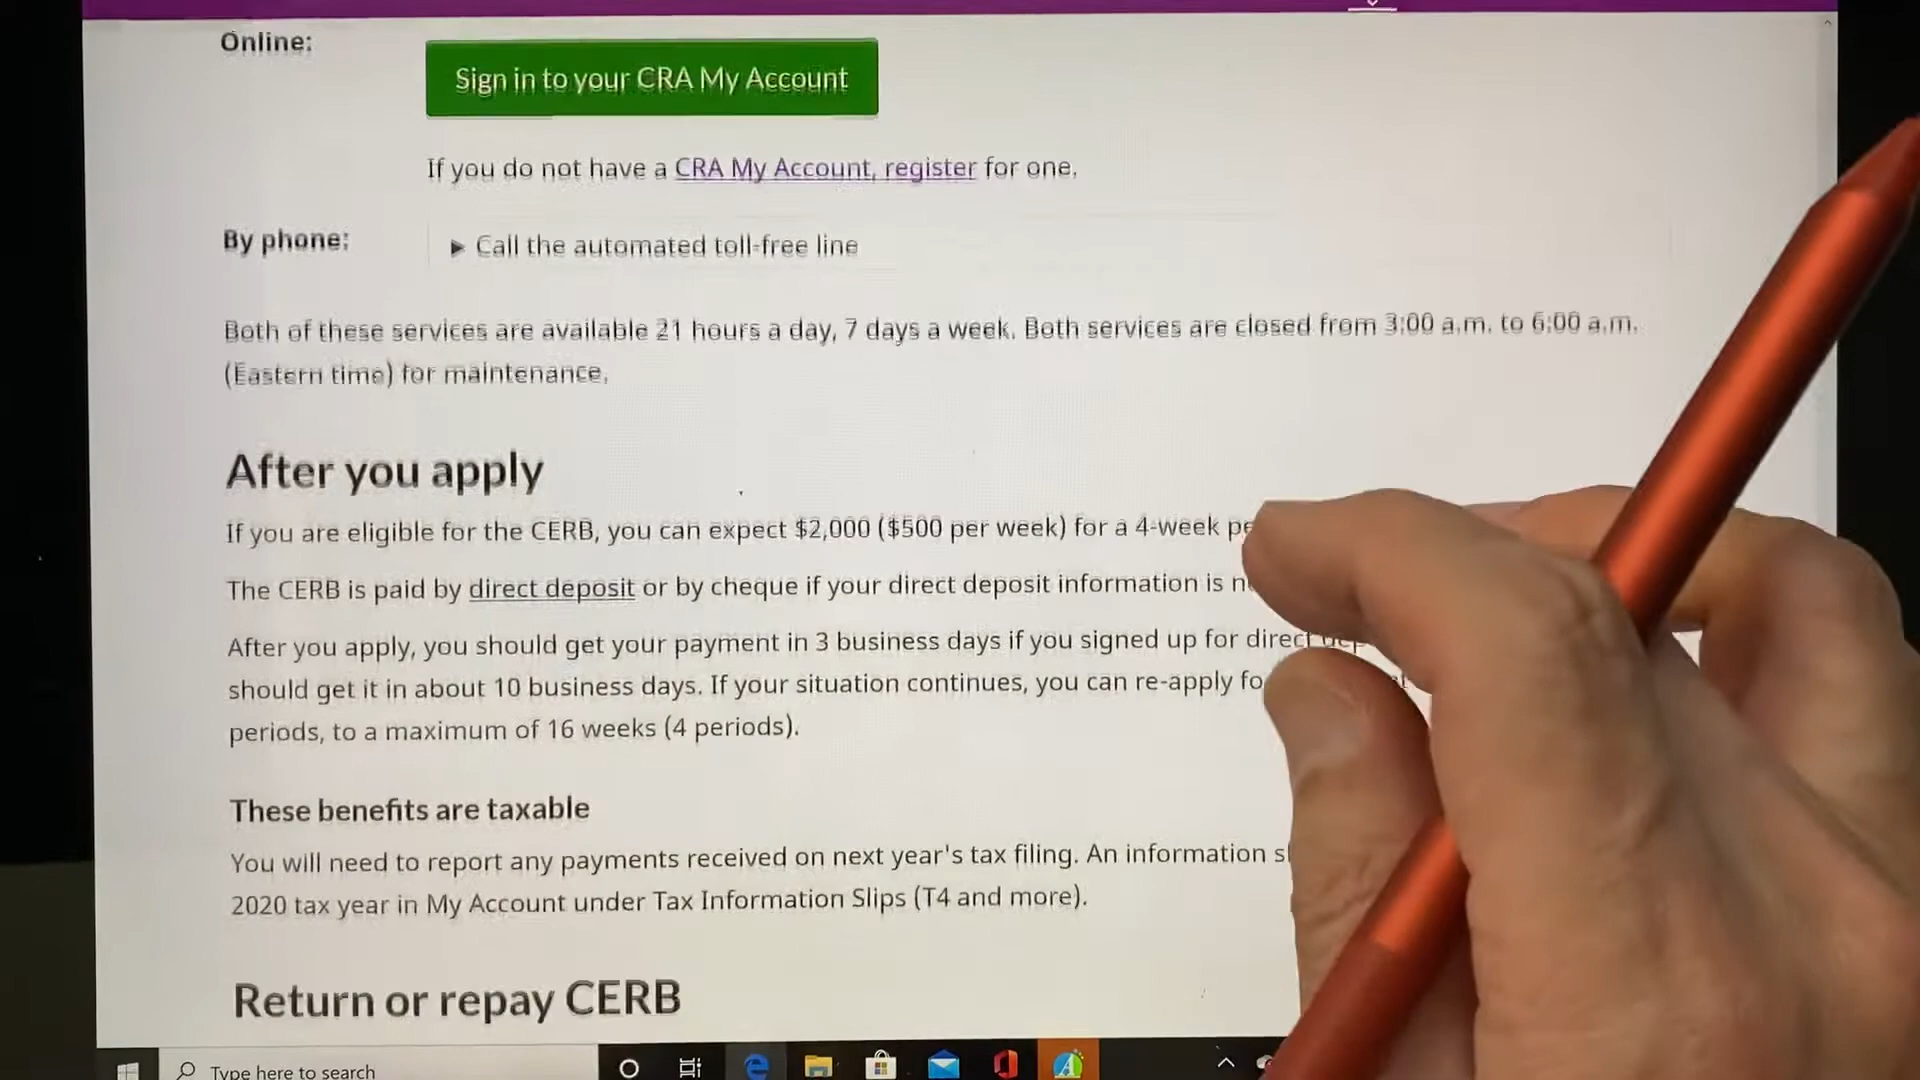 Online:
Sign in to your CRA My Account
If you do not have a CRA My Account, register for one.
By phone:
▶ Call the automated toll-free line
Both of these services are available 21 hours a day, 7 days a week. Both services are closed from 3:00 a.m. to 6:00 a.m.
(Eastern time) for maintenance.
After you apply
If you are eligible for the CERB, you can expect $2,000 ($500 per week) for a 4-week
The CERB is paid by direct deposit or by cheque if your direct deposit information is
After you apply, you should get your payment in 3 business days if you signed up for direct
should get it in about 10 business days. If your situation continues, you can re-apply
periods, to a maximum of 16 weeks (4 periods).
These benefits are taxable
You will need to report any payments received on next year's tax filing. An information
2020 tax year in My Account under Tax Information Slips (T4 and more).
Return or repay CERB
Type here to search